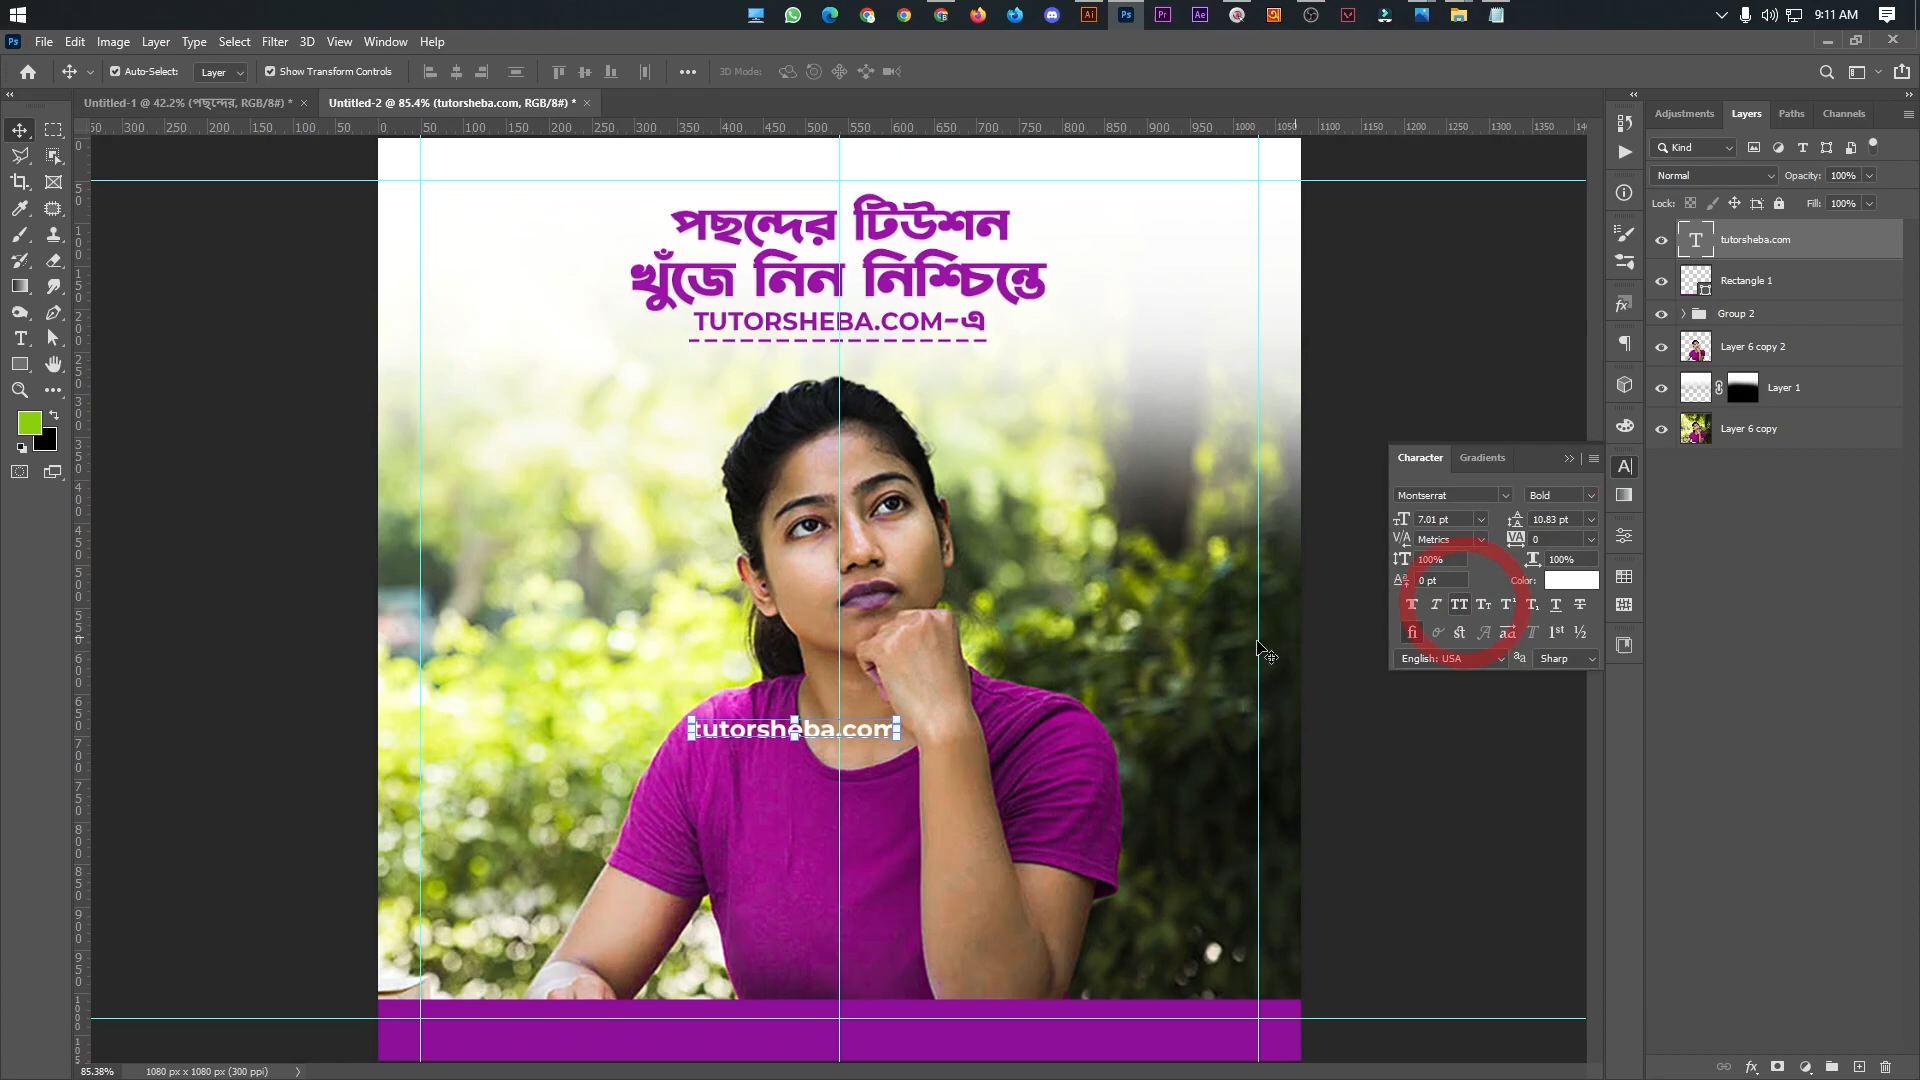 9:11 AM
File Edit Image Layer Type Select Filter 3D View Window Help
Auto-Select: Layer Show Transform Controls 3D Mode:
Untitled-1 @ 42.2% (পছন্দের, RGB/8#) * Untitled-2 @ 85.4% (tutorsheba.com, RGB/8#) *
Adjustments Layers Paths Channels
Kind
Normal Opacity: 100%
Lock: Fill: 100%
tutorsheba.com
Rectangle 1
Group 2
Layer 6 copy 2
Layer 1
Layer 6 copy
পছন্দের টিউশন
খুঁজে নিন নিশ্চিন্তে
TUTORSHEBA.COM-এ
tutorsheba.com
Character Gradients
Montserrat Bold
7.01 pt 10.83 pt
Metrics 0
100% 100%
0 pt Color:
English: USA Sharp
85.38% 1080 px x 1080 px (300 ppi)